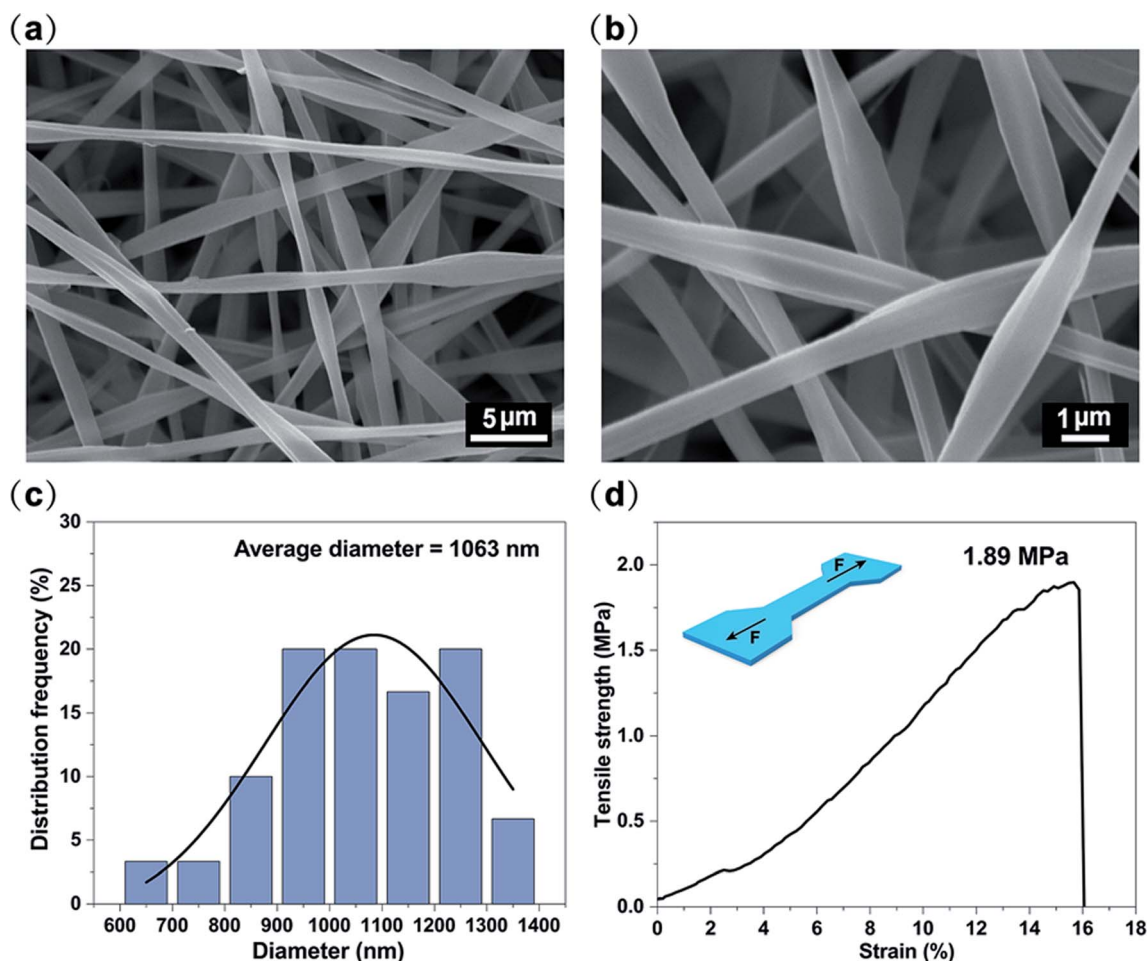 (a)
(b)
5 μm
1 μm
(c)
(d)
30
25
20
15
10
5
0
Average diameter = 1063 nm
Distribution frequency (%)
600 700 800 900 1000 1100 1200 1300 1400
Diameter (nm)
2.0
1.5
1.0
0.5
0.0
1.89 MPa
F
F
Tensile strength (MPa)
0 2 4 6 8 10 12 14 16 18
Strain (%)